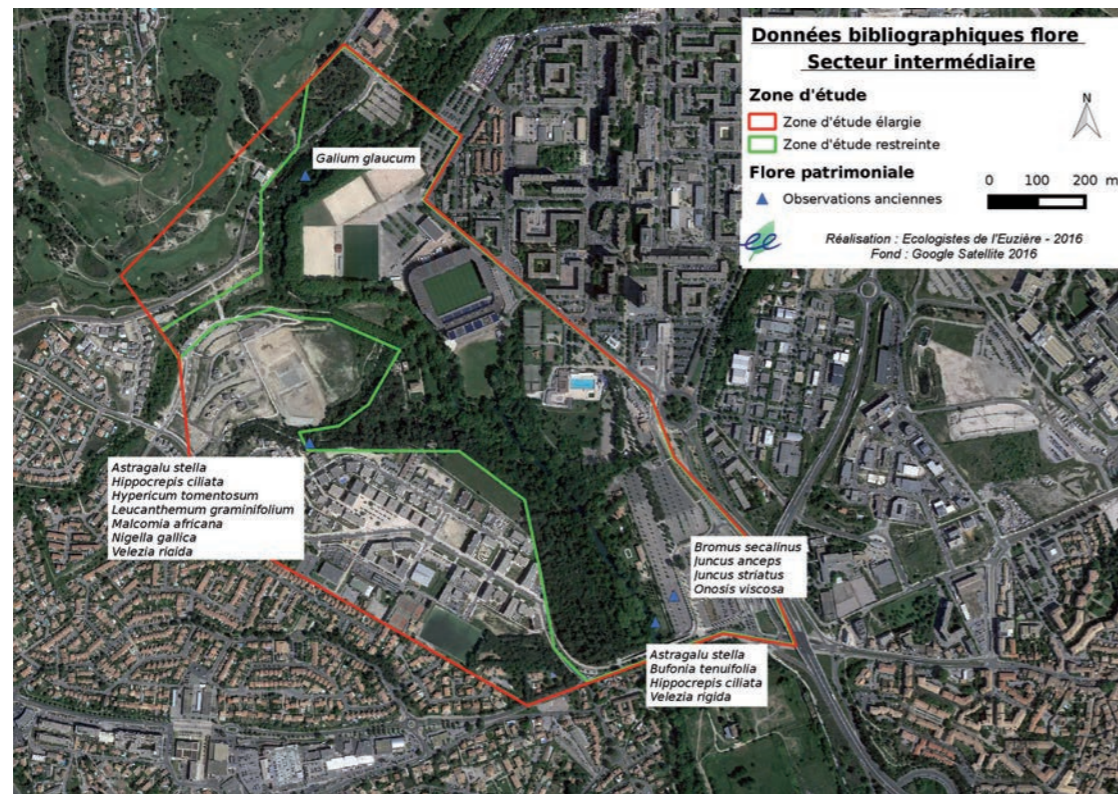 Données bibliographiques flore
Secteur intermédiaire
Zone d'étude
Zone d'étude élargie
Zone d'étude restreinte
N
Flore patrimoniale
Observations anciennes
0 100 200 m
ee
Réalisation : Ecologistes de l'Euzière - 2016
Fond : Google Satellite 2016
Galium glaucum
Astragalu stella
Hippocrepis ciliata
Hypericum tomentosum
Leucanthemum graminifolium
Malcomia africana
Nigella gallica
Velezia rigida
Bromus secalinus
Juncus anceps
Juncus striatus
Onosis viscosa
Astragalu stella
Bufonia tenuifolia
Hippocrepis ciliata
Velezia rigida